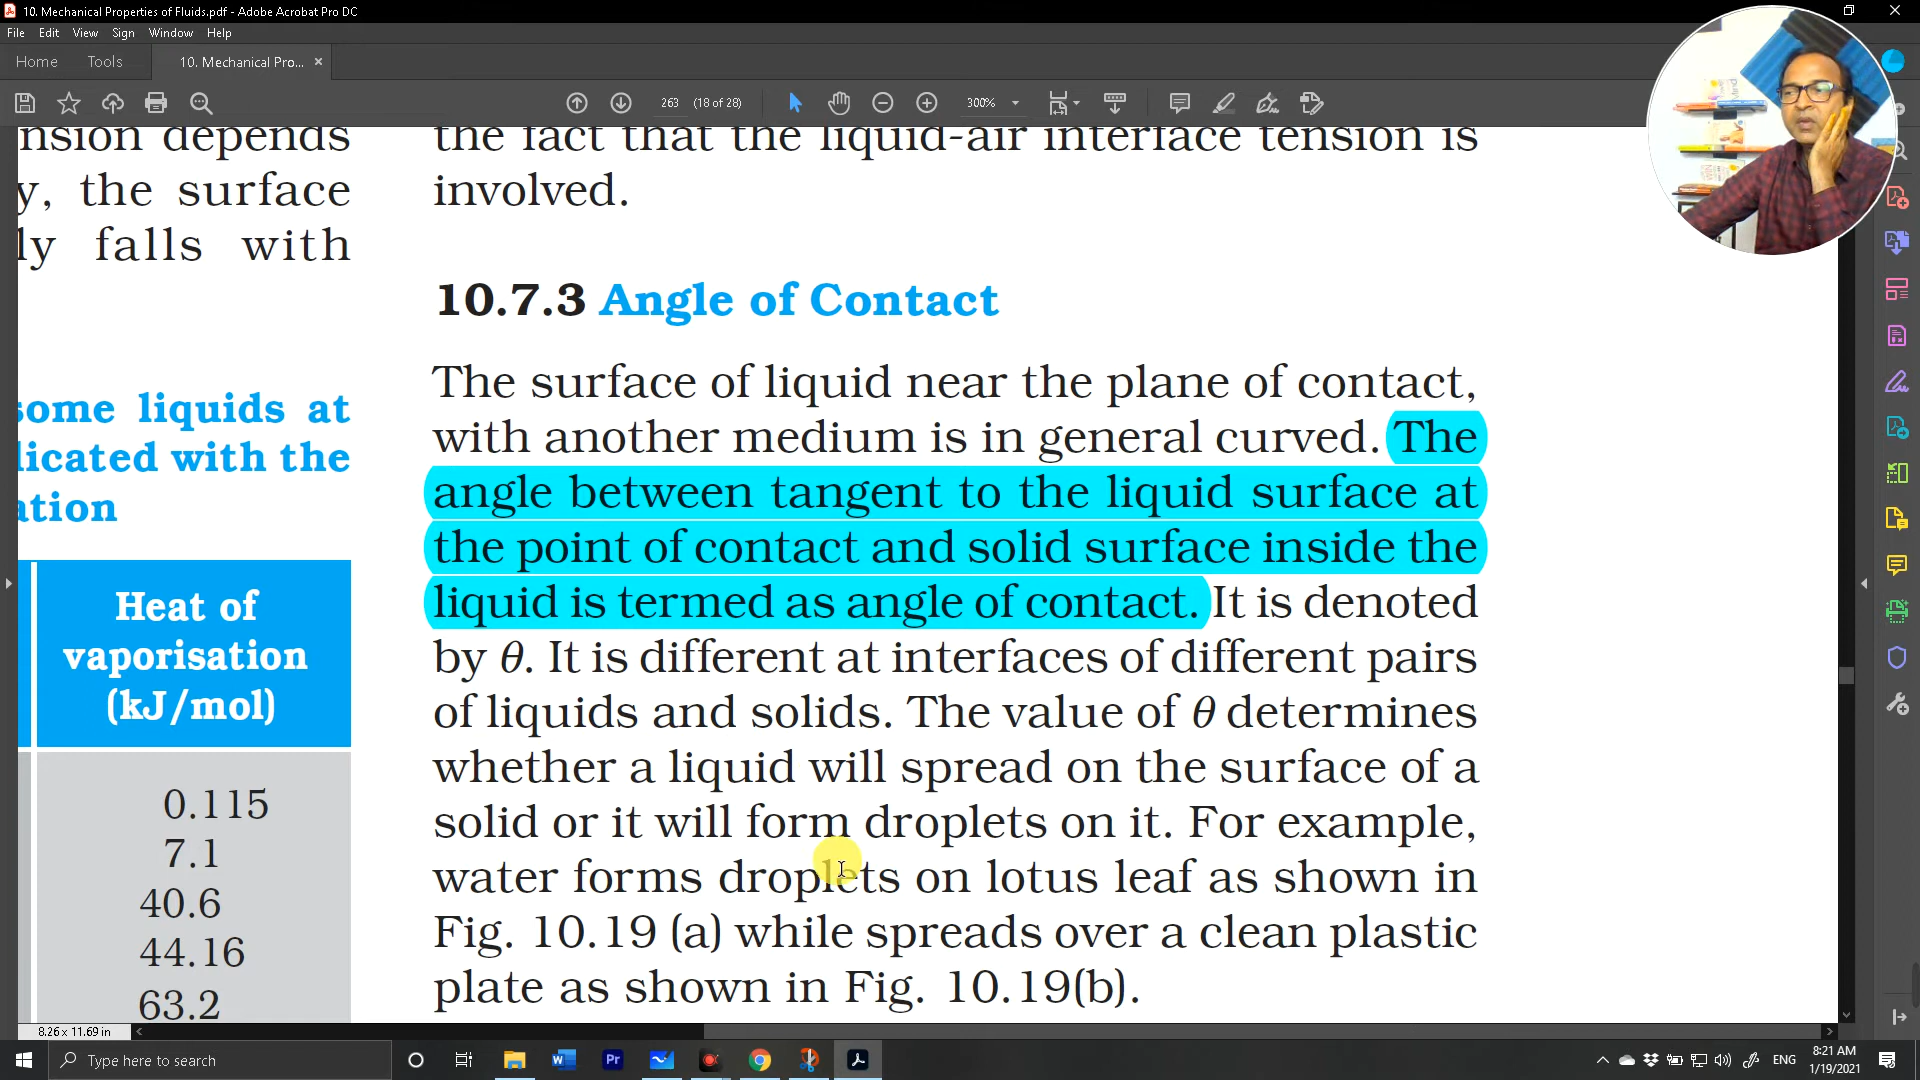 10. Mechanical Properties of Fluids.pdf - Adobe Acrobat Pro DC
File Edit View Sign Window Help
Home Tools 10. Mechanical Pro... ×
263 (18 of 28) 300%
nsion depends
y, the surface
ly falls with
some liquids at
licated with the
ation
Heat of
vaporisation
(kJ/mol)
0.115
7.1
40.6
44.16
63.2
the fact that the liquid-air interface tension is
involved.
10.7.3 Angle of Contact
The surface of liquid near the plane of contact,
with another medium is in general curved. The
angle between tangent to the liquid surface at
the point of contact and solid surface inside the
liquid is termed as angle of contact. It is denoted
by θ. It is different at interfaces of different pairs
of liquids and solids. The value of θ determines
whether a liquid will spread on the surface of a
solid or it will form droplets on it. For example,
water forms droplets on lotus leaf as shown in
Fig. 10.19 (a) while spreads over a clean plastic
plate as shown in Fig. 10.19(b).
8.26 x 11.69 in
Type here to search
ENG
8:21 AM
1/19/2021